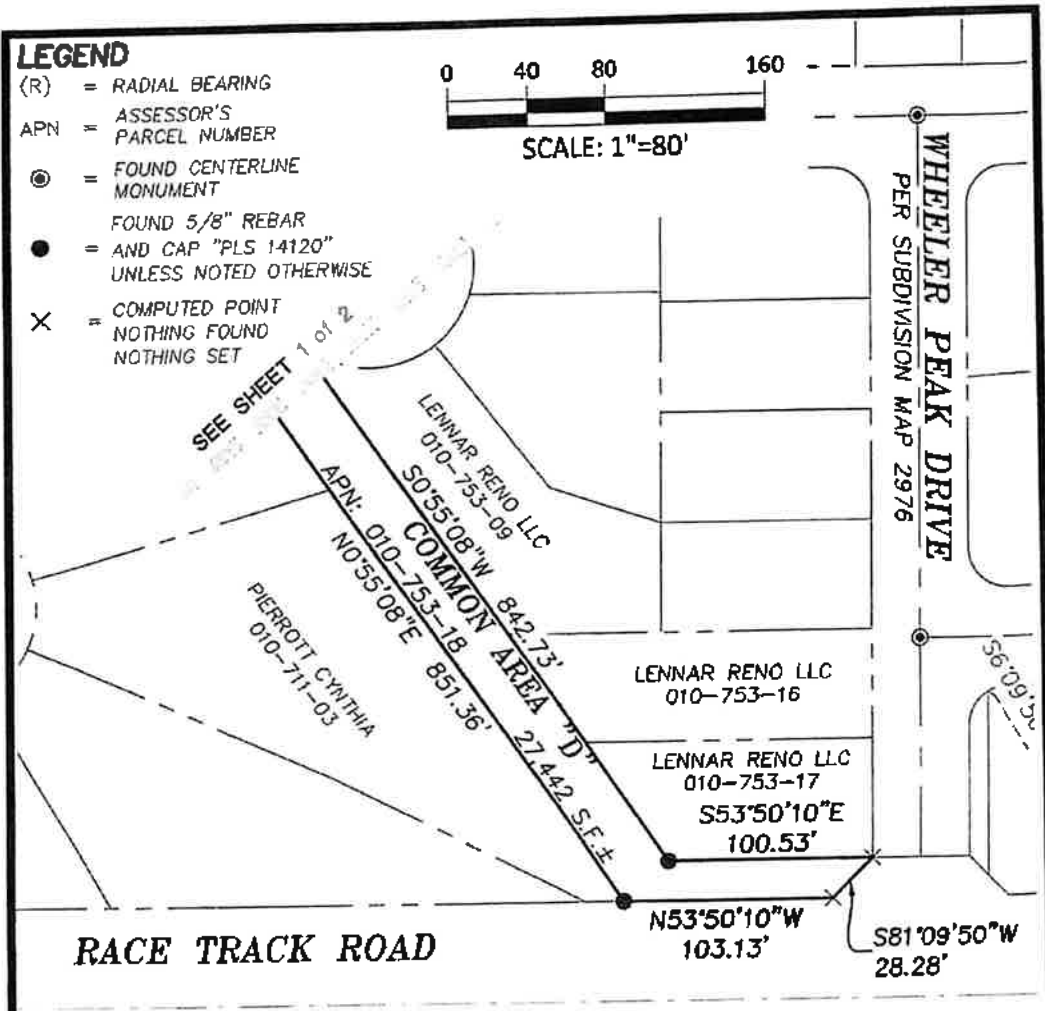 LEGEND
(R) = RADIAL BEARING
APN = ASSESSOR'S
PARCEL NUMBER
= FOUND CENTERLINE
MONUMENT
FOUND 5/8" REBAR
= AND CAP "PLS 14120"
UNLESS NOTED OTHERWISE
= COMPUTED POINT
NOTHING FOUND
NOTHING SET
0 40 80 160
SCALE: 1"=80'
WHEELER PEAK DRIVE
PER SUBDIVISION MAP 2976
SEE SHEET 1 of 2
LENNAR RENO LLC
010-753-09
S0°55'08"W 842.73'
COMMON AREA "D"
APN: 010-753-18
27,442 S.F.±
N0°55'08"E 851.36'
PIERROTT CYNTHIA
010-711-03
LENNAR RENO LLC
010-753-16
LENNAR RENO LLC
010-753-17
S53°50'10"E
100.53'
N53°50'10"W
103.13'
S81°09'50"W
28.28'
RACE TRACK ROAD